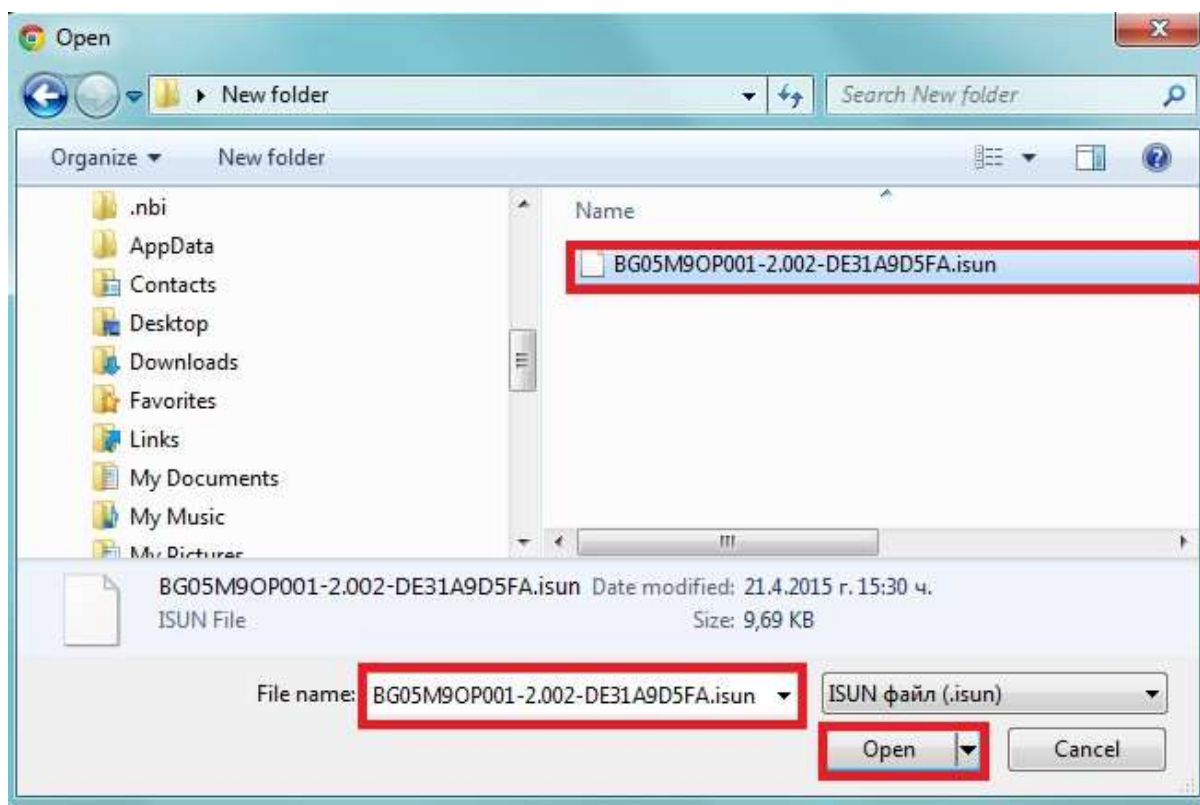 Open
New folder
Search New folder
Organize
New folder
.nbi
AppData
Contacts
Desktop
Downloads
Favorites
Links
My Documents
My Music
My Pictures
Name
BG05M9OP001-2.002-DE31A9D5FA.isun
BG05M9OP001-2.002-DE31A9D5FA.isun Date modified: 21.4.2015 г. 15:30 ч.
ISUN File Size: 9,69 KB
File name: BG05M9OP001-2.002-DE31A9D5FA.isun ISUN файл (.isun)
Open Cancel